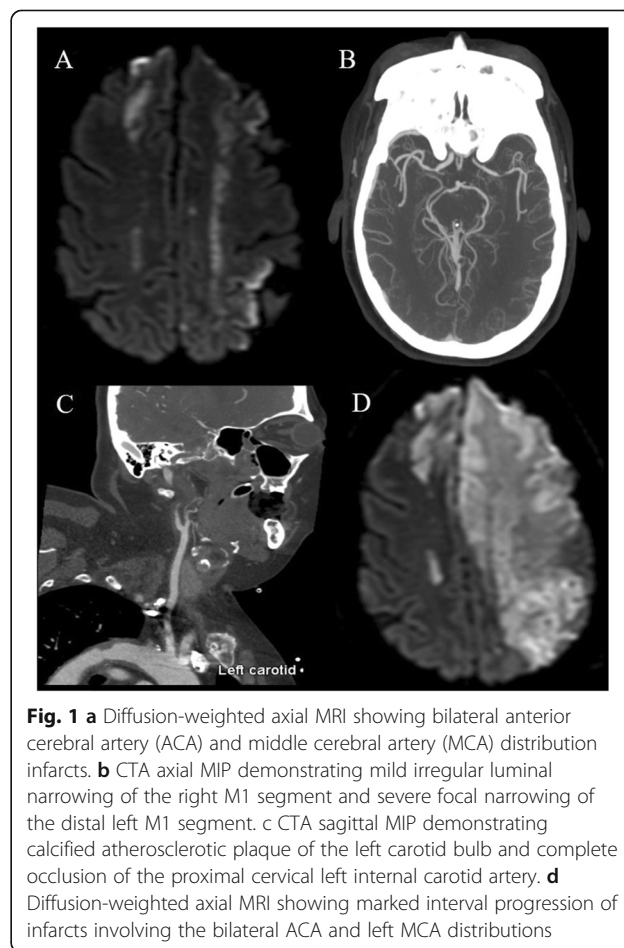 A
B
C
D
Left carotid
Fig. 1 a Diffusion-weighted axial MRI showing bilateral anterior
cerebral artery (ACA) and middle cerebral artery (MCA) distribution
infarcts. b CTA axial MIP demonstrating mild irregular luminal
narrowing of the right M1 segment and severe focal narrowing of
the distal left M1 segment. c CTA sagittal MIP demonstrating
calcified atherosclerotic plaque of the left carotid bulb and complete
occlusion of the proximal cervical left internal carotid artery. d
Diffusion-weighted axial MRI showing marked interval progression of
infarcts involving the bilateral ACA and left MCA distributions